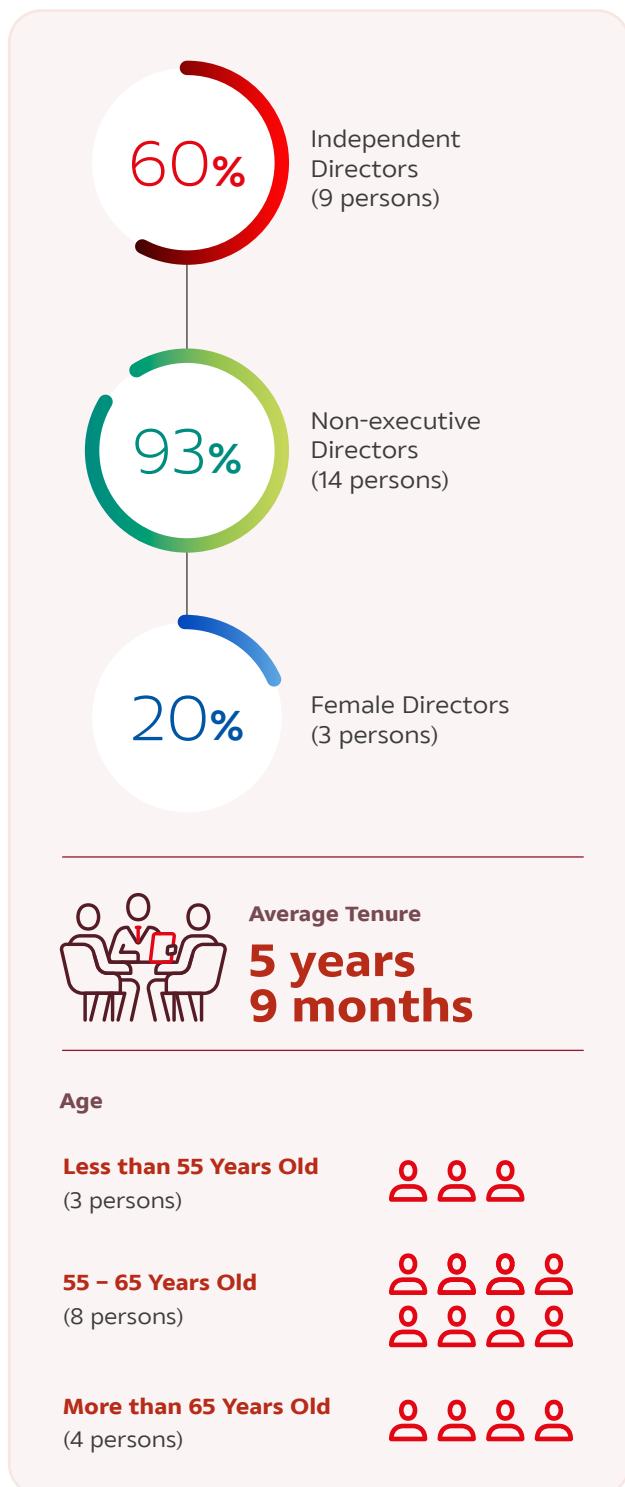 60%
Independent
Directors
(9 persons)
93%
Non-executive
Directors
(14 persons)
20%
Female Directors
(3 persons)
Average Tenure
5 years
9 months
Age
Less than 55 Years Old
(3 persons)
55 – 65 Years Old
(8 persons)
More than 65 Years Old
(4 persons)